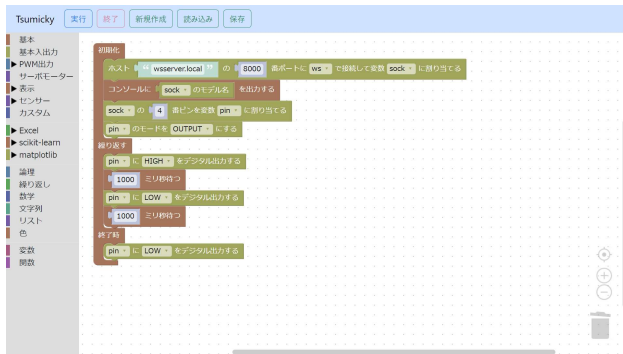 Tsumicky 実行 終了 新規作成 読み込み 保存
基本
基本入出力
PWM出力
サーボモーター
表示
センサー
カスタム
Excel
scikit-learn
matplotlib
論理
繰り返し
数学
文字列
リスト
色
変数
関数
初期化
ホスト “ wsserver.local ” の 8000 番ポートに ws で接続して変数 sock に割り当てる
コンソールに sock のモデル名 を出力する
sock の 4 番ピンを変数 pin に割り当てる
pin のモードを OUTPUT にする
繰り返す
pin に HIGH をデジタル出力する
1000 ミリ秒待つ
pin に LOW をデジタル出力する
1000 ミリ秒待つ
終了時
pin に LOW をデジタル出力する